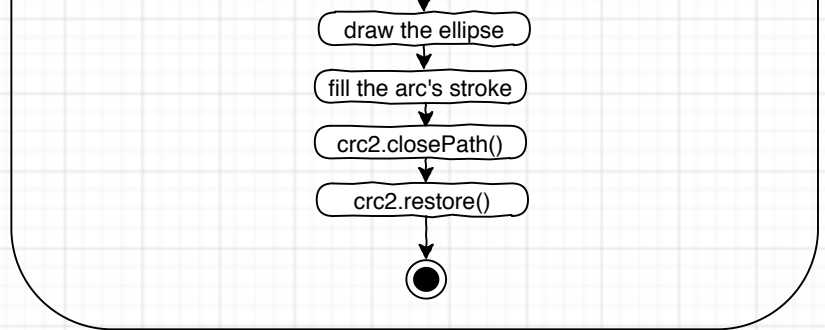 draw the ellipse
fill the arc's stroke
crc2.closePath()
crc2.restore()